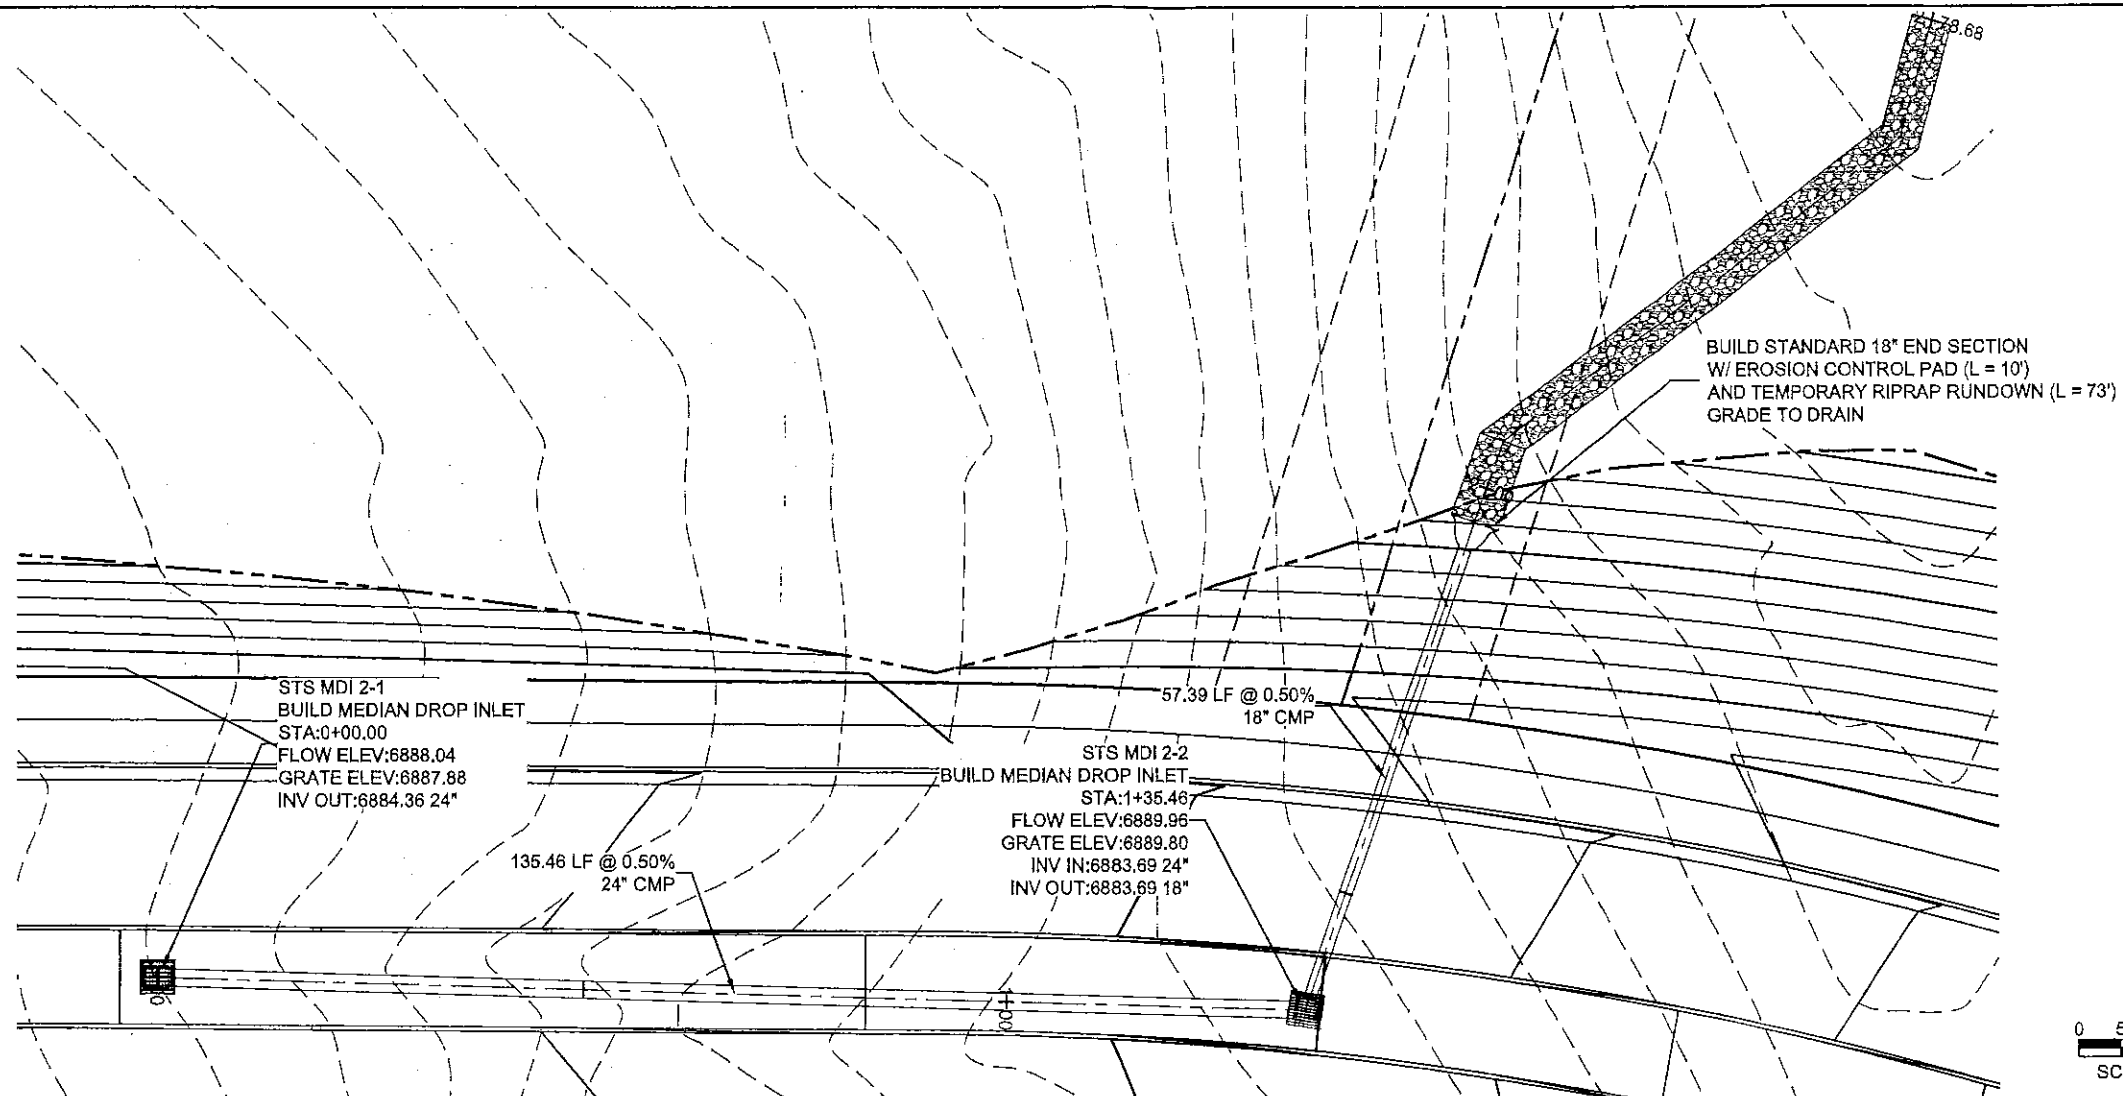 78.68
BUILD STANDARD 18" END SECTION
W/ EROSION CONTROL PAD (L = 10')
AND TEMPORARY RIPRAP RUNDOWN (L = 73')
GRADE TO DRAIN
STS MDI 2-1
BUILD MEDIAN DROP INLET
STA:0+00.00
FLOW ELEV:6888.04
GRATE ELEV:6887.88
INV OUT:6884.36 24"
57.39 LF @ 0.50%
18" CMP
STS MDI 2-2
BUILD MEDIAN DROP INLET
STA:1+35.46
FLOW ELEV:6889.96
GRATE ELEV:6889.80
INV IN:6883.69 24"
INV OUT:6883.69 18"
135.46 LF @ 0.50%
24" CMP
1+00
0 5
SC